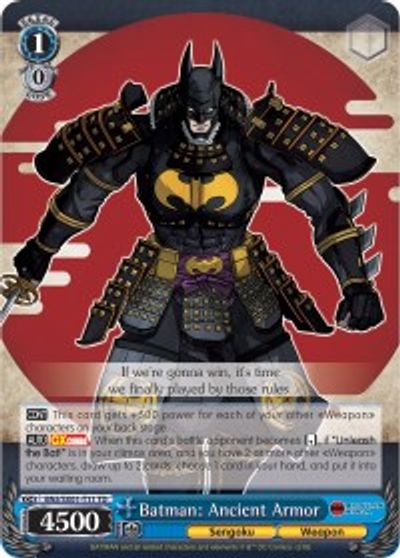 1
0
If we're gonna win, it's time
we finally played by those rules
CONT This card gets +500 power for each of your other «Weapon»
characters on your back stage.
AUTO CXCOMBO When this card's battle opponent becomes [ ], if "Unleash
the Bat!" is in your climax area, and you have 2 or more other «Weapon»
characters, draw up to 2 cards, choose 1 card in your hand, and put it into
your waiting room.
4500
Batman: Ancient Armor
Sengoku Weapon